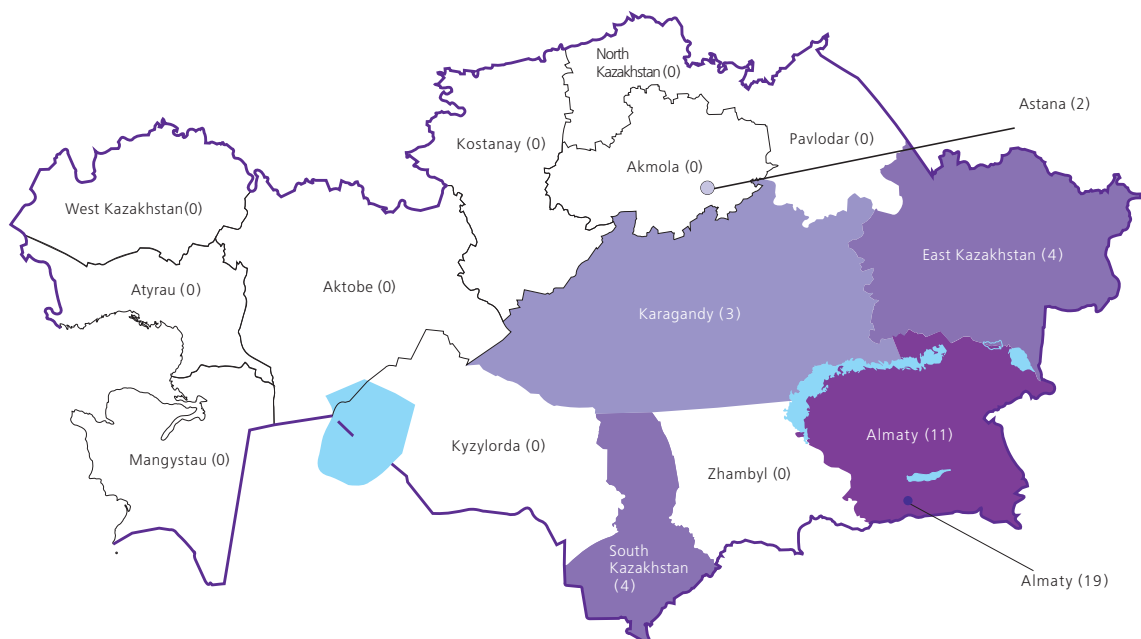 North
Kazakhstan (0)
Astana (2)
Kostanay (0)
Pavlodar (0)
Akmola (0)
West Kazakhstan(0)
East Kazakhstan (4)
Atyrau (0)
Aktobe (0)
Karagandy (3)
Almaty (11)
Kyzylorda (0)
Mangystau (0)
Zhambyl (0)
South
Kazakhstan
(4)
Almaty (19)